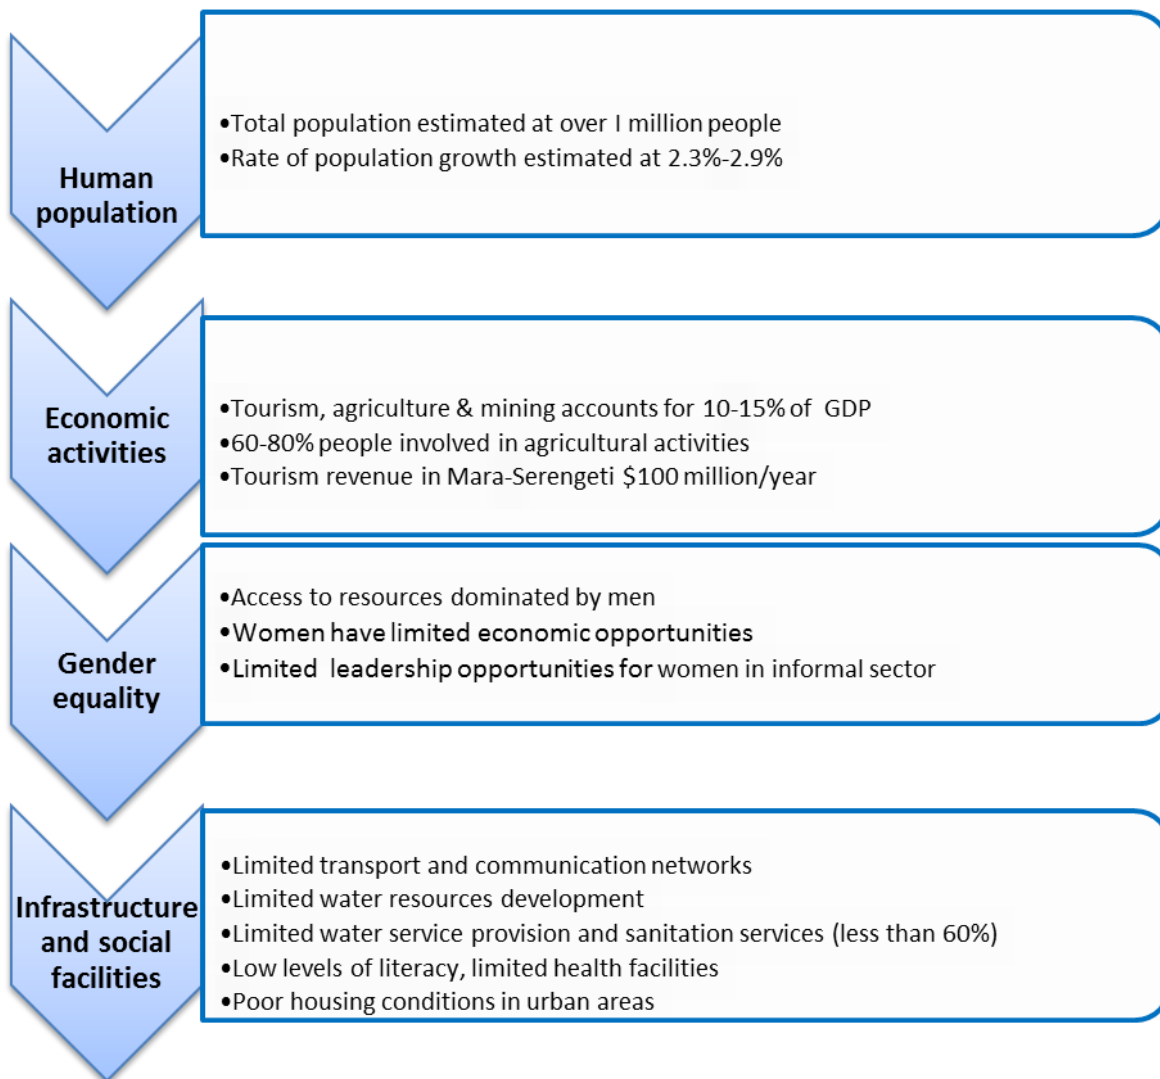 Human
population
•Total population estimated at over I million people
•Rate of population growth estimated at 2.3%-2.9%
Economic
activities
•Tourism, agriculture & mining accounts for 10-15% of  GDP
•60-80% people involved in agricultural activities
•Tourism revenue in Mara-Serengeti $100 million/year
Gender
equality
•Access to resources dominated by men
•Women have limited economic opportunities
•Limited  leadership opportunities for women in informal sector
Infrastructure
and social
facilities
•Limited transport and communication networks
•Limited water resources development
•Limited water service provision and sanitation services (less than 60%)
•Low levels of literacy, limited health facilities
•Poor housing conditions in urban areas